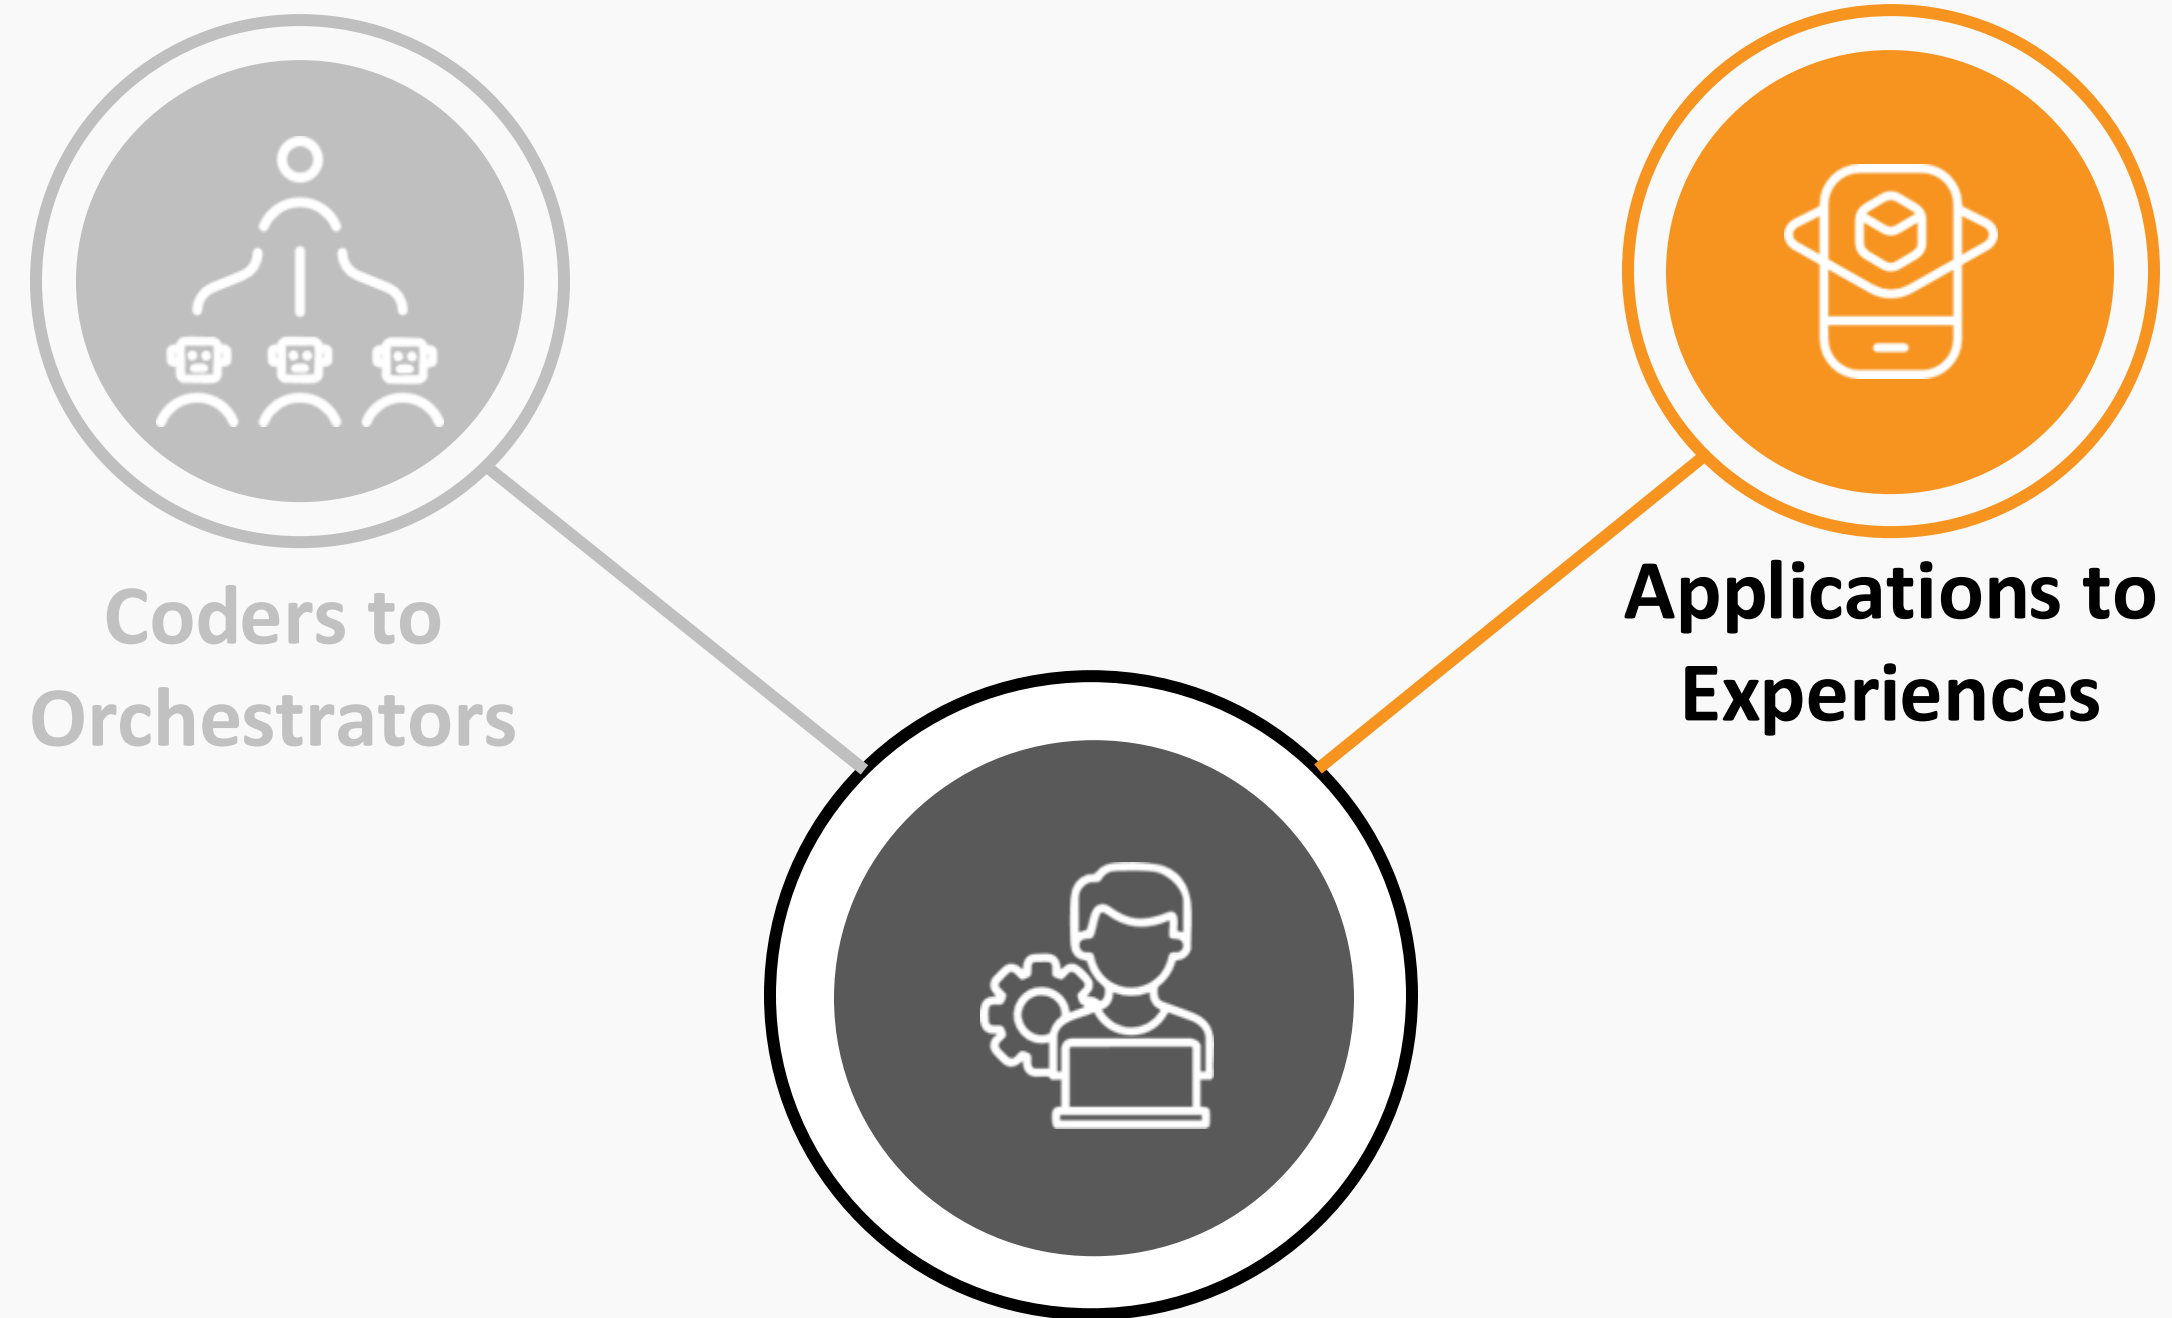 Coders to
Orchestrators
Applications to
Experiences